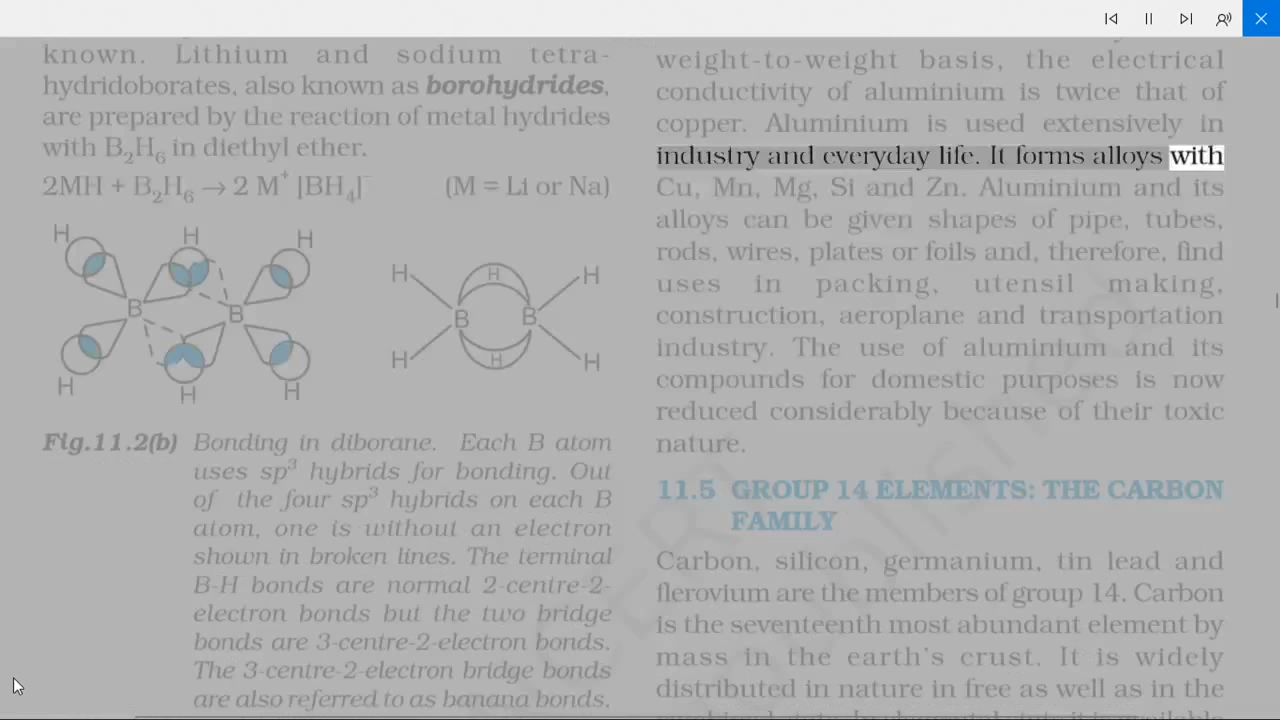 known. Lithium and sodium tetra-
hydridoborates, also known as borohydrides,
are prepared by the reaction of metal hydrides
with B₂H₆ in diethyl ether.
2MH + B₂H₆ → 2 M⁺ [BH₄]⁻ (M = Li or Na)
H H H
B B
H H H
H H H
B B
H H H
Fig.11.2(b) Bonding in diborane. Each B atom
uses sp³ hybrids for bonding. Out
of the four sp³ hybrids on each B
atom, one is without an electron
shown in broken lines. The terminal
B-H bonds are normal 2-centre-2-
electron bonds but the two bridge
bonds are 3-centre-2-electron bonds.
The 3-centre-2-electron bridge bonds
are also referred to as banana bonds.
weight-to-weight basis, the electrical
conductivity of aluminium is twice that of
copper. Aluminium is used extensively in
industry and everyday life. It forms alloys with
Cu, Mn, Mg, Si and Zn. Aluminium and its
alloys can be given shapes of pipe, tubes,
rods, wires, plates or foils and, therefore, find
uses in packing, utensil making,
construction, aeroplane and transportation
industry. The use of aluminium and its
compounds for domestic purposes is now
reduced considerably because of their toxic
nature.
11.5 GROUP 14 ELEMENTS: THE CARBON
FAMILY
Carbon, silicon, germanium, tin lead and
flerovium are the members of group 14. Carbon
is the seventeenth most abundant element by
mass in the earth's crust. It is widely
distributed in nature in free as well as in the